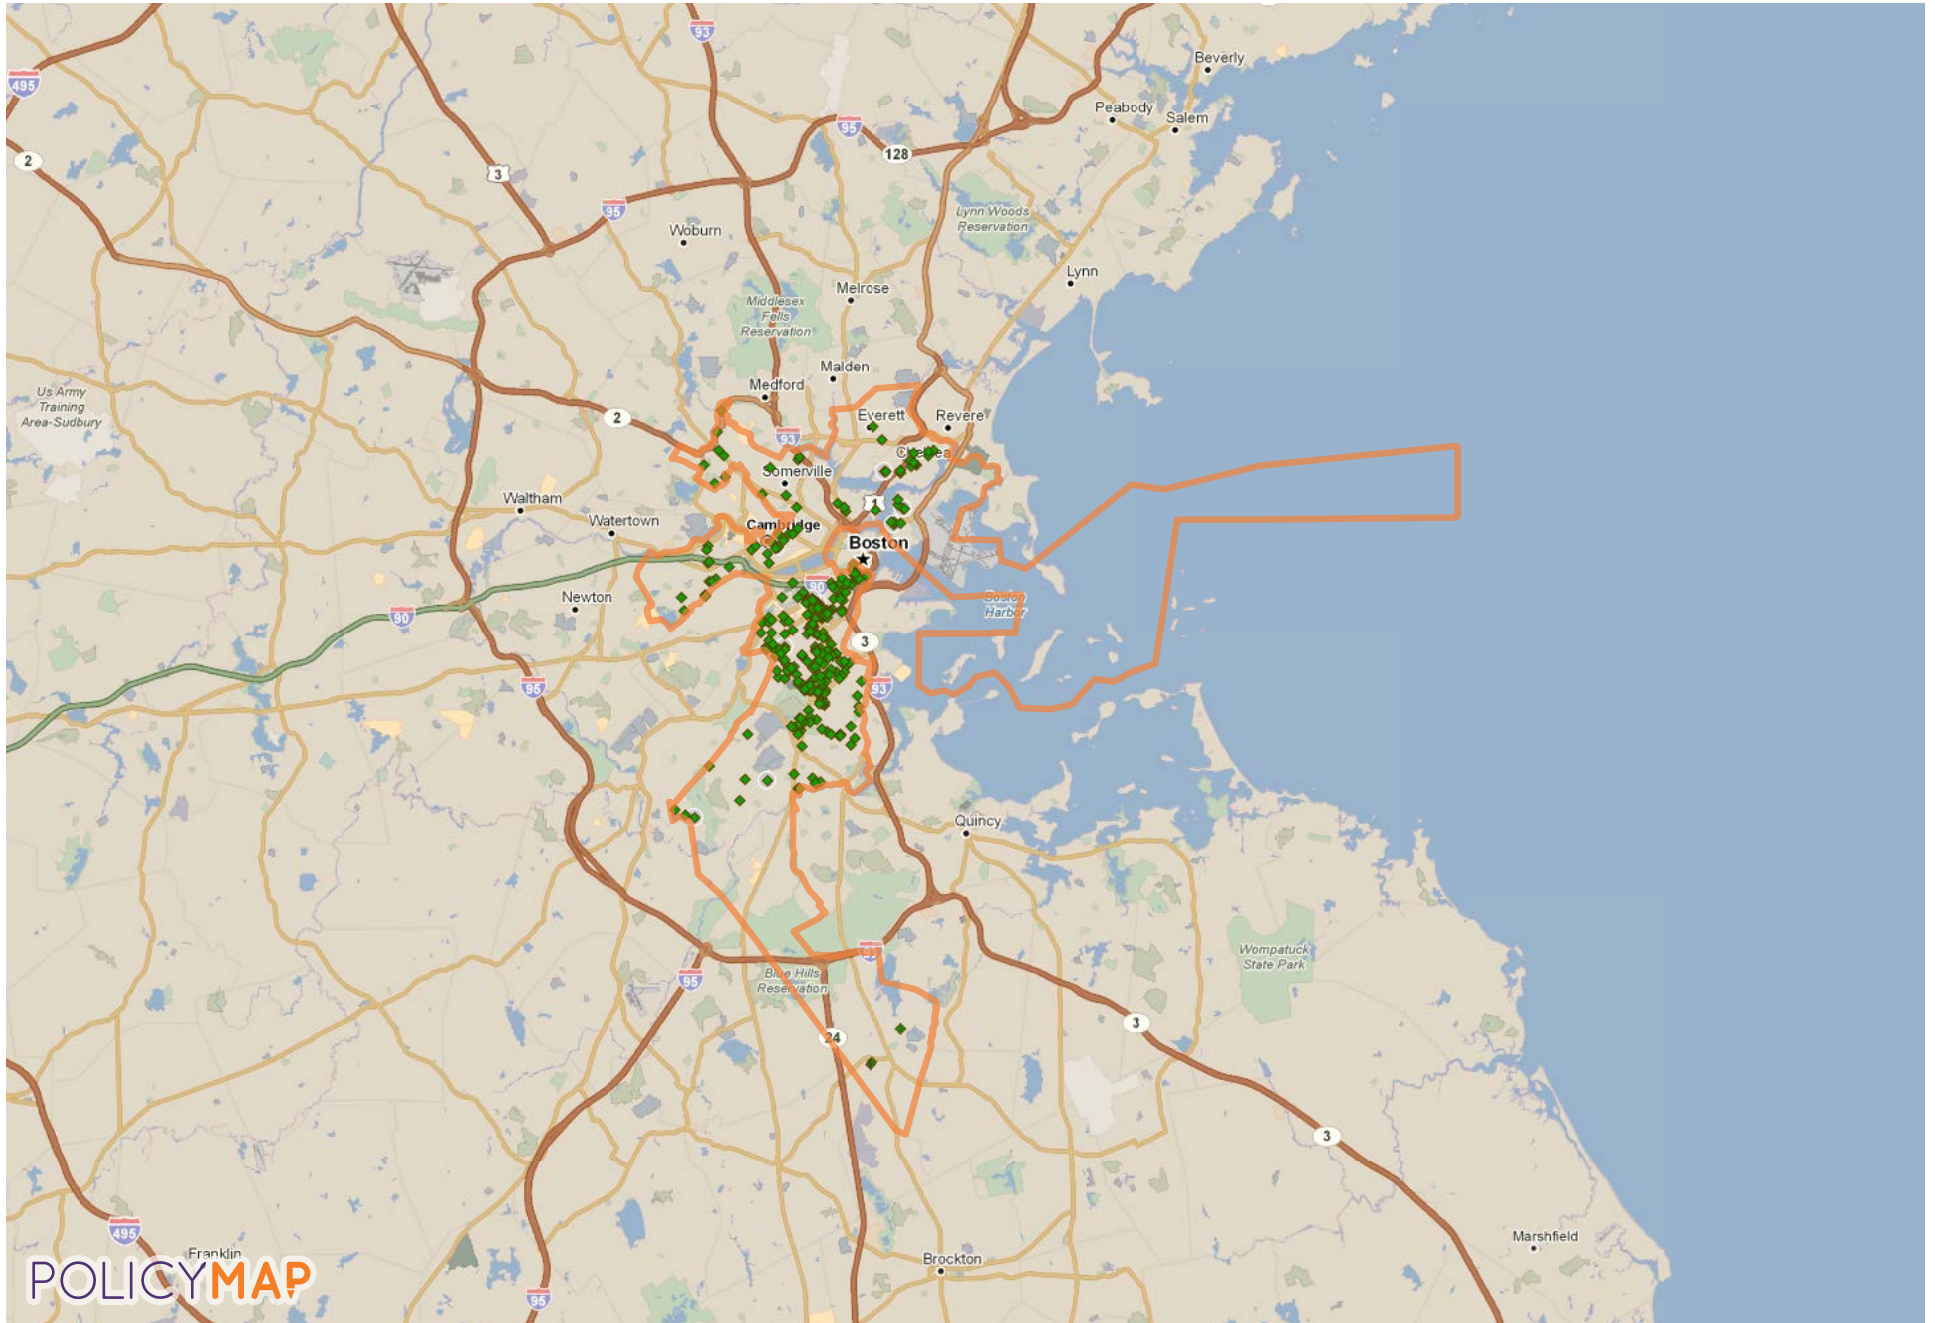 93
Beverly
495
Peabody
Salem
95
128
2
3
95
Lynn Woods
Reservation
Woburn
Lynn
Melrose
Middlesex
Fells
Reservation
Malden
Medford
Us Army
Training
Area-Sudbury
2
Everett
Revere
93
Chelsea
Somerville
Waltham
1
Watertown
Cambridge
Boston
90
Newton
Boston
Harbor
90
3
95
93
Quincy
Wompatuck
State Park
Blue Hills
Reservation
95
3
24
3
Marshfield
495
Franklin
Brockton
POLICYMAP
95